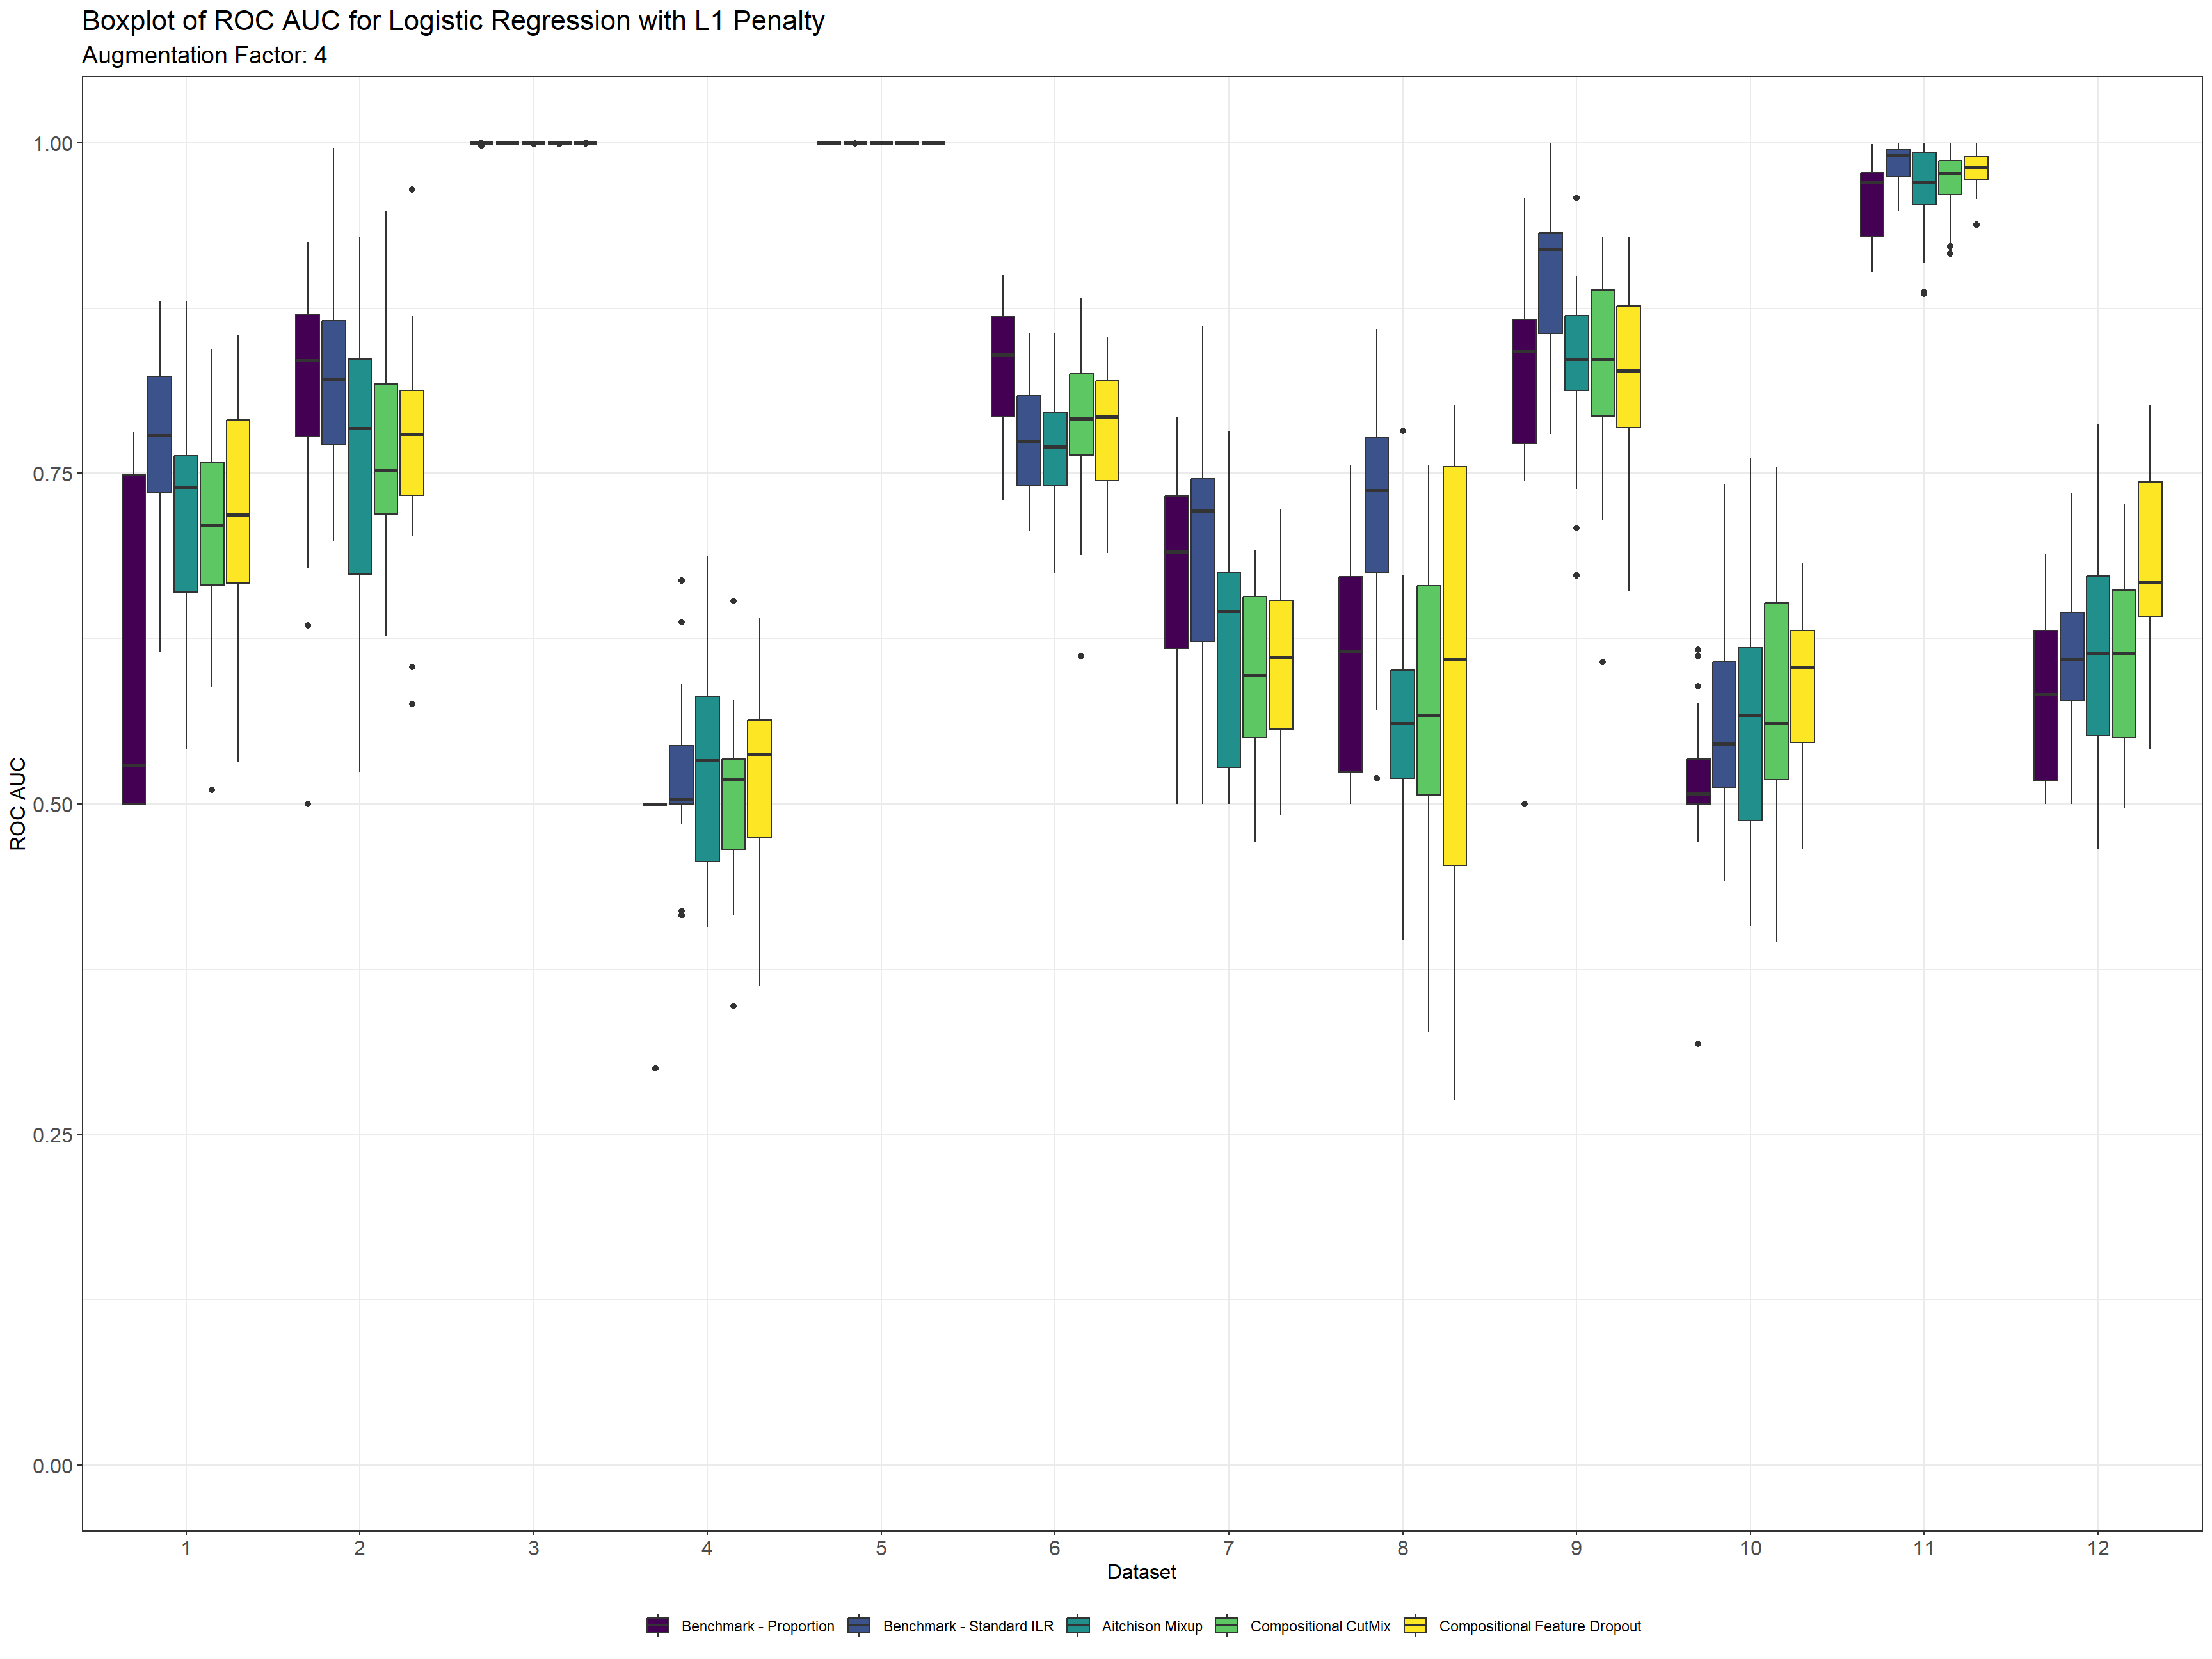 Boxplot of ROC AUC for Logistic Regression with L1 Penalty
Augmentation Factor: 4
ROC AUC
1.00
0.75
0.50
0.25
0.00
1 2 3 4 5 6 7 8 9 10 11 12
Dataset
Benchmark - Proportion Benchmark - Standard ILR Aitchison Mixup Compositional CutMix Compositional Feature Dropout